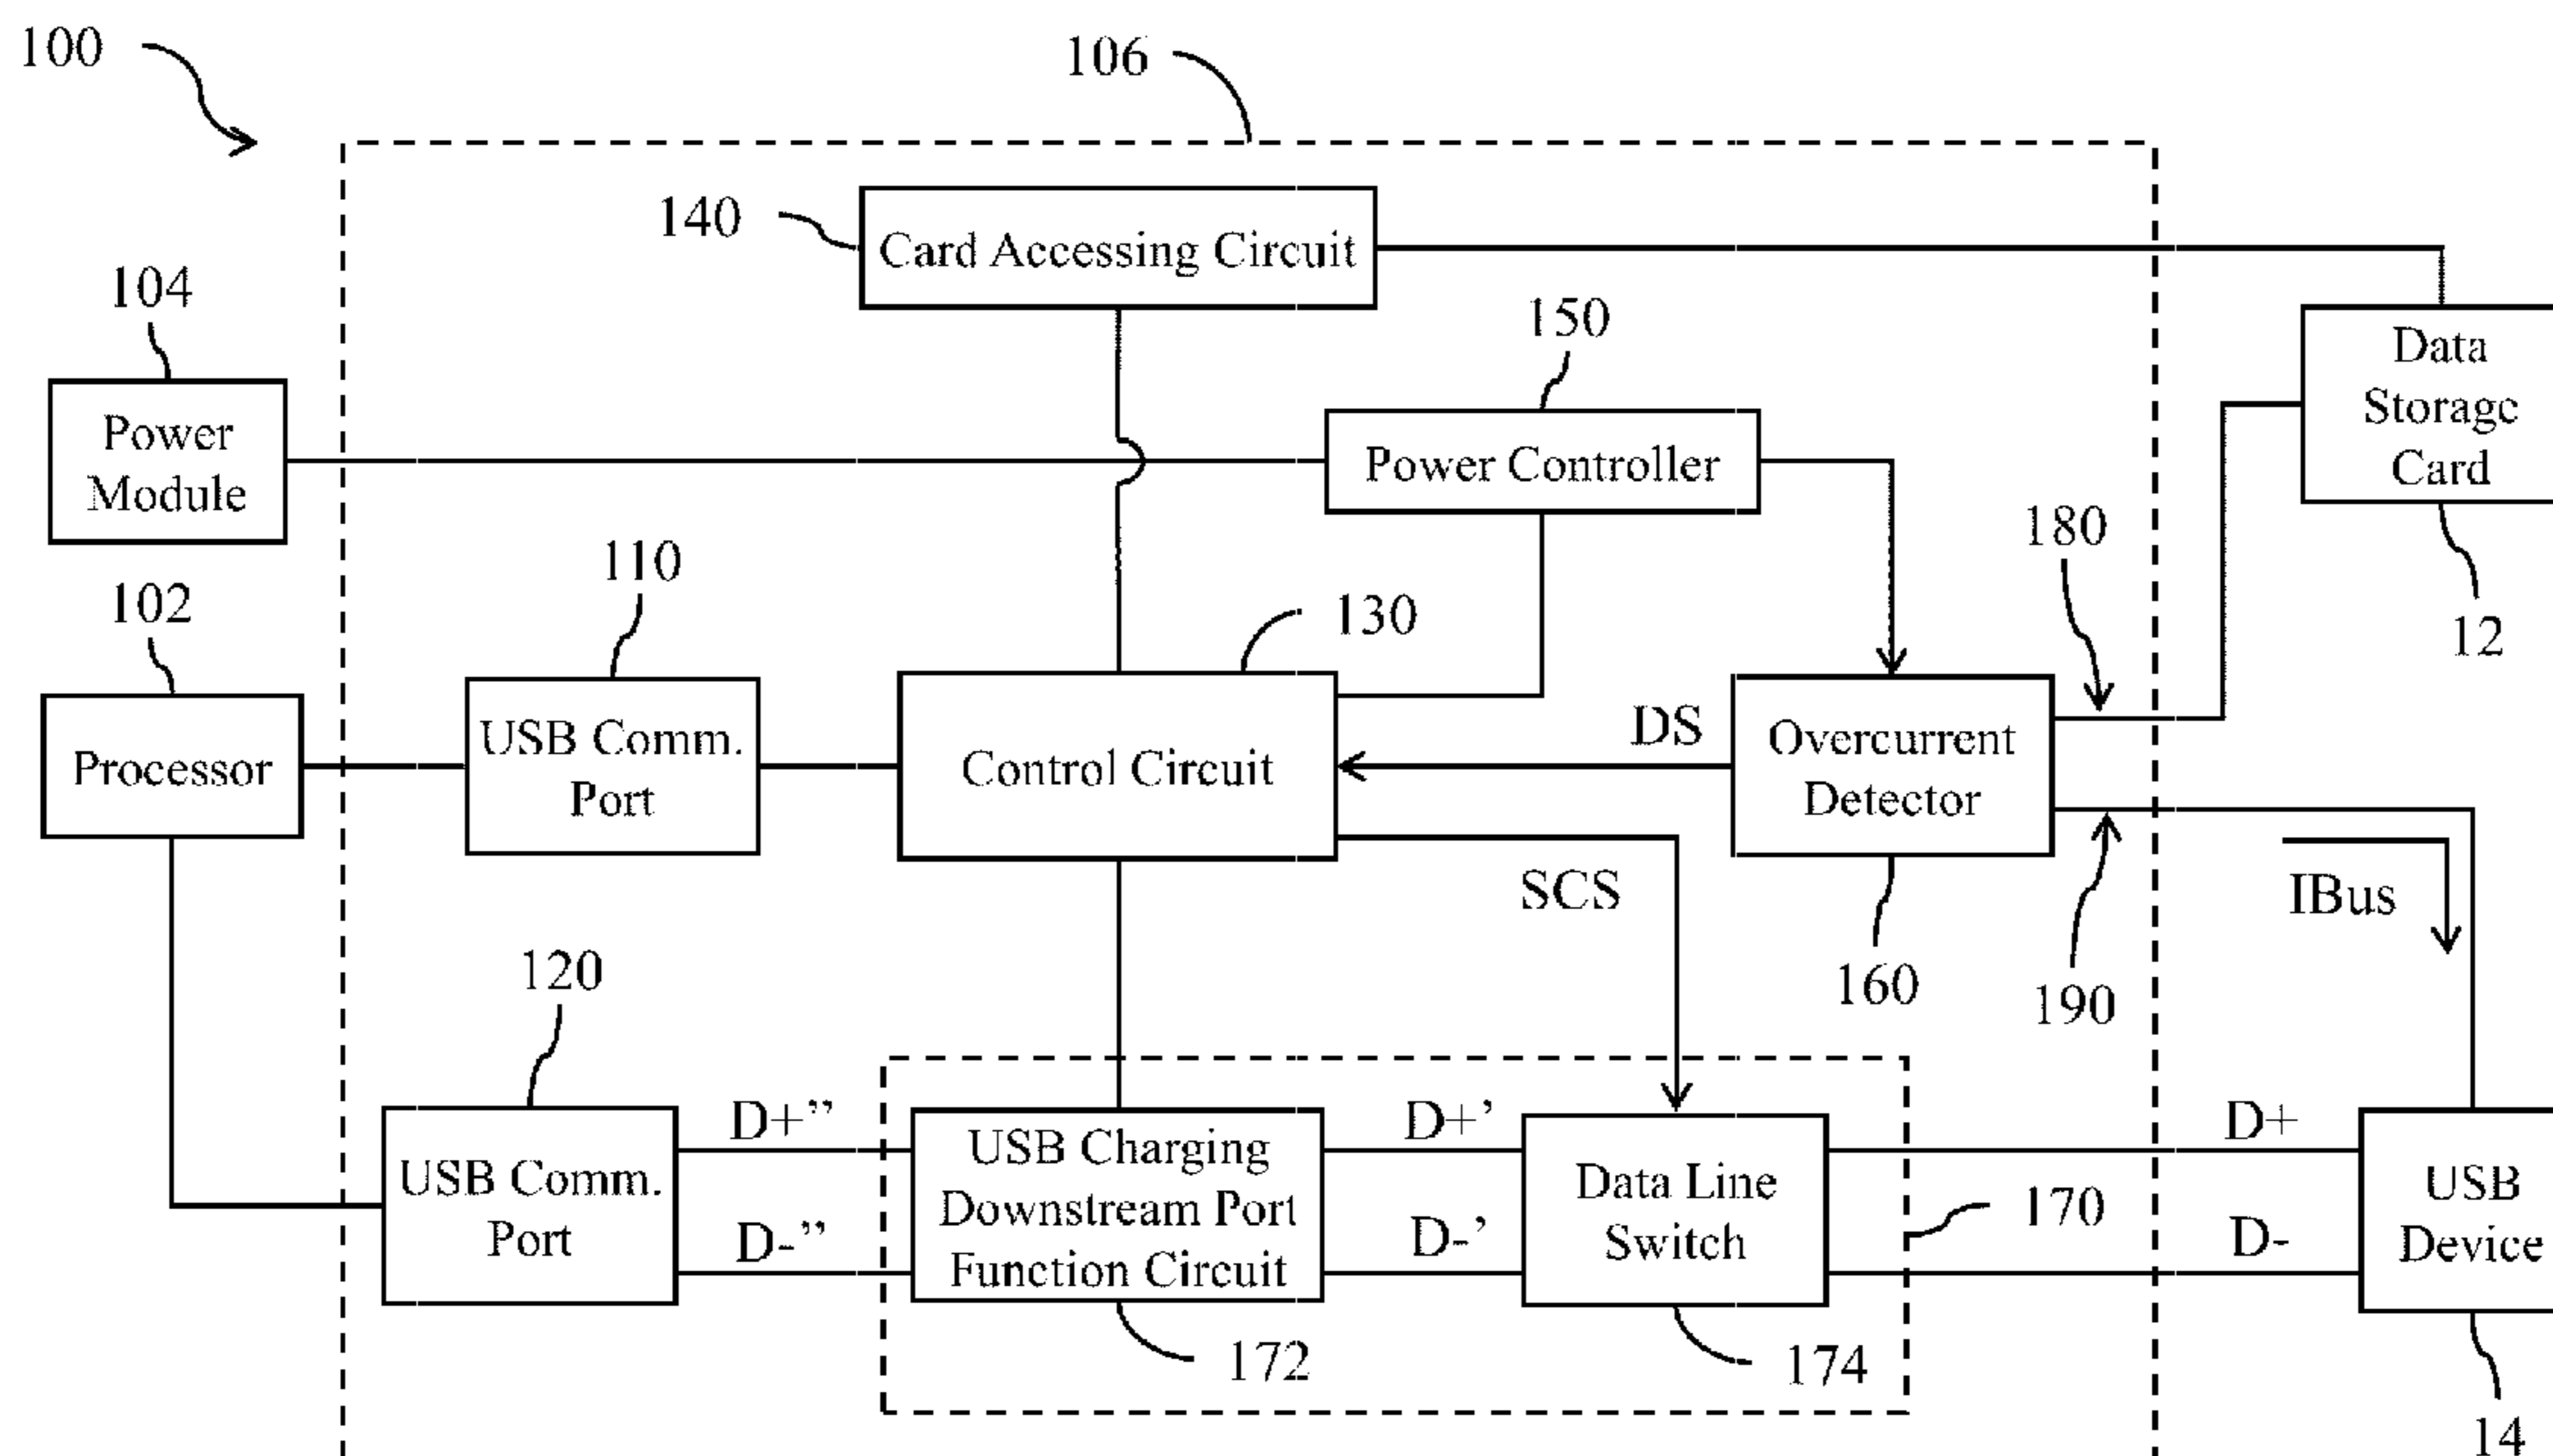 100
106
140
Card Accessing Circuit
104
150
Data
Storage
Card
Power
Module
Power Controller
180
12
110
102
130
USB Comm.
Port
Processor
Control Circuit
DS
Overcurrent
Detector
SCS
IBus
160
190
120
D+”
D+’
D+
USB Comm.
Port
USB Charging
Downstream Port
Function Circuit
Data Line
Switch
170
USB
Device
D-”
D-’
D-
172
174
14